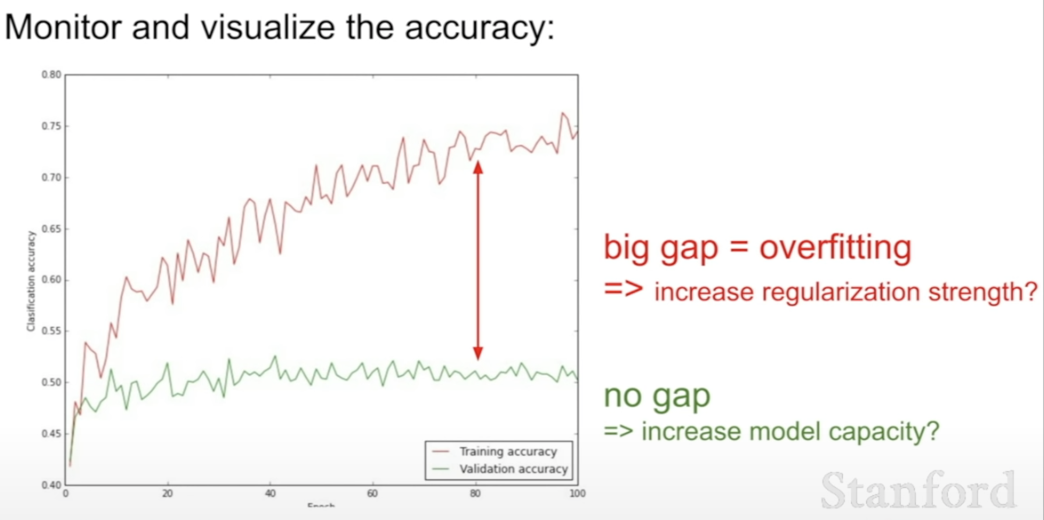 Monitor and visualize the accuracy:
0.80
0.75
0.70
0.65
0.60
0.55
0.50
0.45
0.40
Clasification accuracy
0 20 40 60 80 100
Training accuracy
Validation accuracy
big gap = overfitting
=> increase regularization strength?
no gap
=> increase model capacity?
Stanford